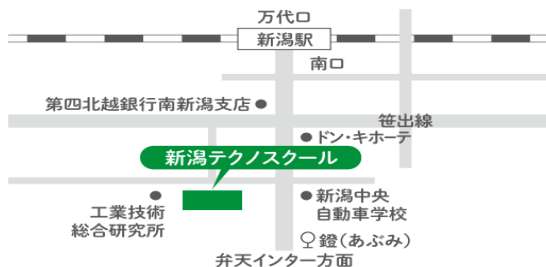 万代口
新潟駅
南口
第四北越銀行南新潟支店
笹出線
ドン・キホーテ
新潟テクノスクール
工業技術
総合研究所
新潟中央
自動車学校
鐙(あぶみ)
弁天インター方面